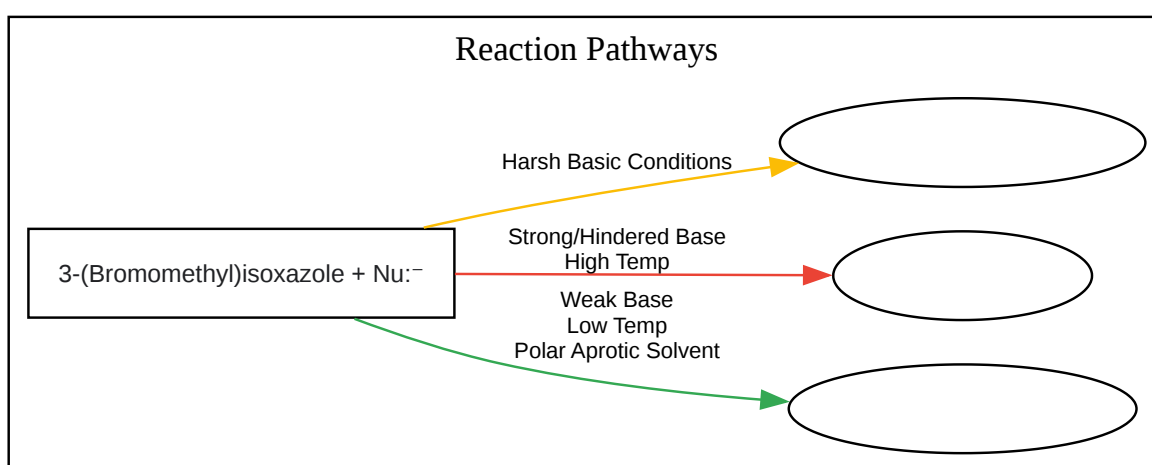 Reaction Pathways
Harsh Basic Conditions
3-(Bromomethyl)isoxazole + Nu:⁻
Strong/Hindered Base
High Temp
Weak Base
Low Temp
Polar Aprotic Solvent